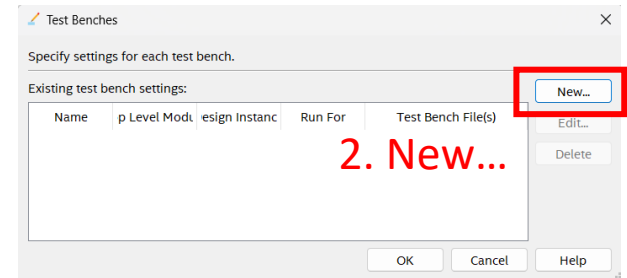 Test Benches
Specify settings for each test bench.
Existing test bench settings:
New...
Name p Level Modu esign Instanc Run For Test Bench File(s)
Edit...
2. New...
Delete
OK Cancel Help